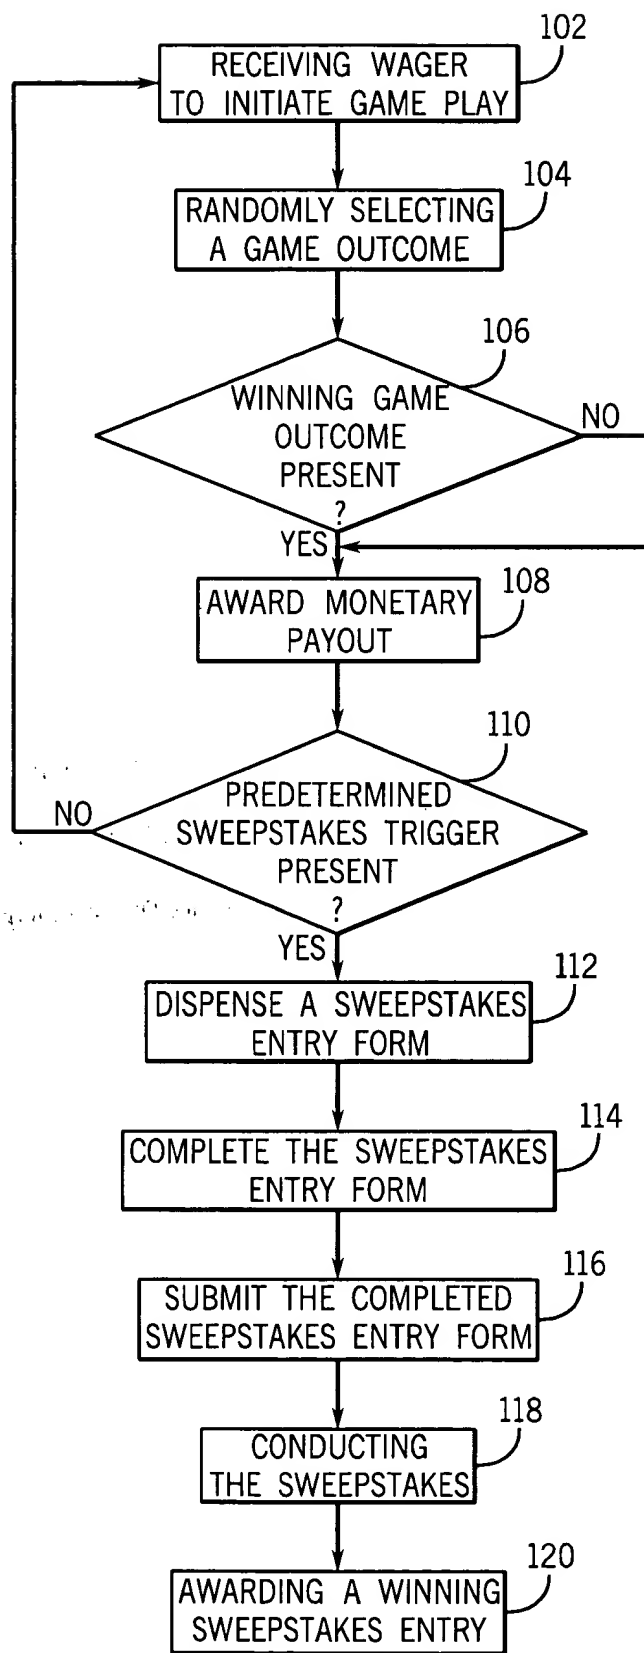 102
RECEIVING WAGER
TO INITIATE GAME PLAY
104
RANDOMLY SELECTING
A GAME OUTCOME
106
WINNING GAME
OUTCOME
PRESENT
?
NO
YES
108
AWARD MONETARY
PAYOUT
110
PREDETERMINED
SWEEPSTAKES TRIGGER
PRESENT
?
NO
YES
112
DISPENSE A SWEEPSTAKES
ENTRY FORM
114
COMPLETE THE SWEEPSTAKES
ENTRY FORM
116
SUBMIT THE COMPLETED
SWEEPSTAKES ENTRY FORM
118
CONDUCTING
THE SWEEPSTAKES
120
AWARDING A WINNING
SWEEPSTAKES ENTRY